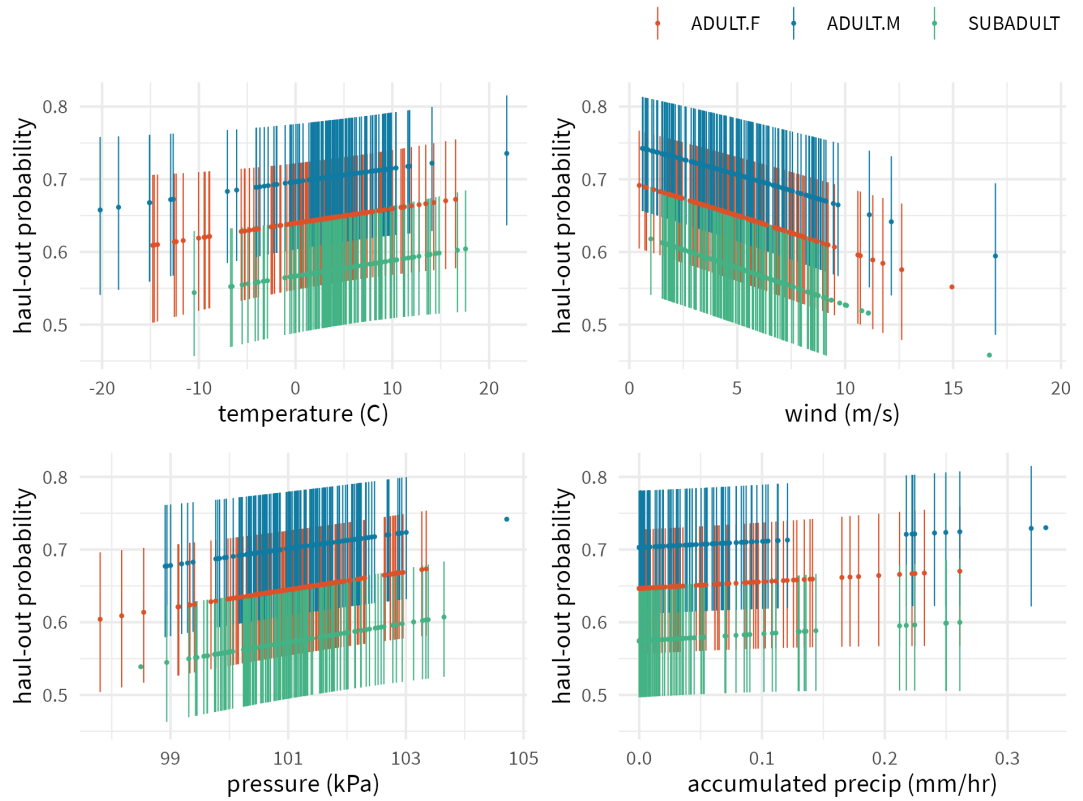 ADULT.F ADULT.M SUBADULT
haul-out probability
0.8
0.7
0.6
0.5
-20 -10 0 10 20
temperature (C)
haul-out probability
0.8
0.7
0.6
0.5
0 5 10 15 20
wind (m/s)
haul-out probability
0.8
0.7
0.6
0.5
99 101 103 105
pressure (kPa)
haul-out probability
0.8
0.7
0.6
0.5
0.0 0.1 0.2 0.3
accumulated precip (mm/hr)